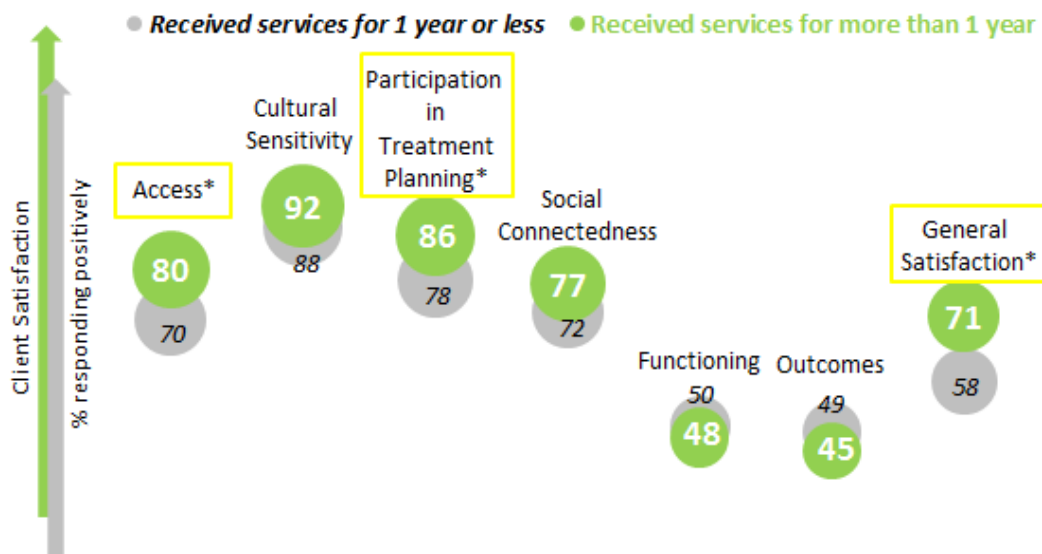 Received services for 1 year or less
Received services for more than 1 year
Client Satisfaction
% responding positively
Access*
80
70
Cultural
Sensitivity
92
88
Participation
in
Treatment
Planning*
86
78
Social
Connectedness
77
72
Functioning
50
48
Outcomes
49
45
General
Satisfaction*
71
58